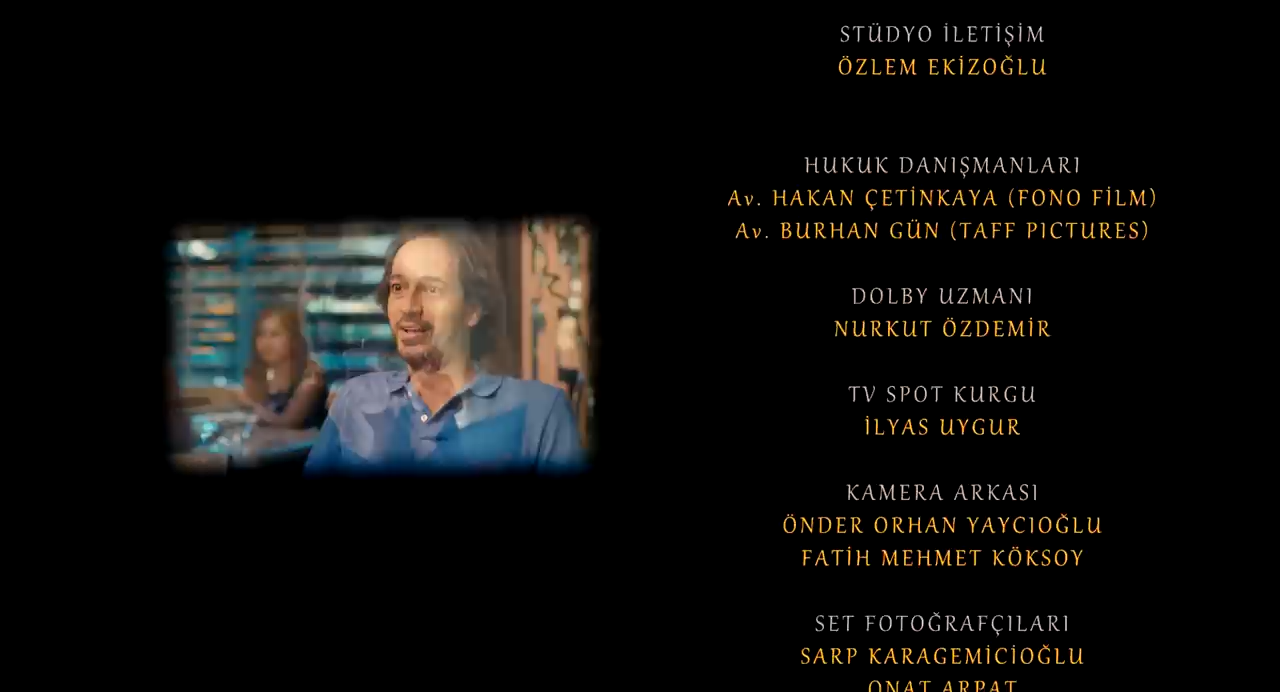 STÜDYO İLETİŞİM
ÖZLEM EKİZOĞLU
HUKUK DANIŞMANLARI
Av. HAKAN ÇETİNKAYA (FONO FİLM)
Av. BURHAN GÜN (TAFF PICTURES)
DOLBY UZMANI
NURKUT ÖZDEMİR
TV SPOT KURGU
İLYAS UYGUR
KAMERA ARKASI
ÖNDER ORHAN YAYCIOĞLU
FATİH MEHMET KÖKSOY
SET FOTOĞRAFÇILARI
SARP KARAGEMİCİOĞLU
ONAT ARPAT